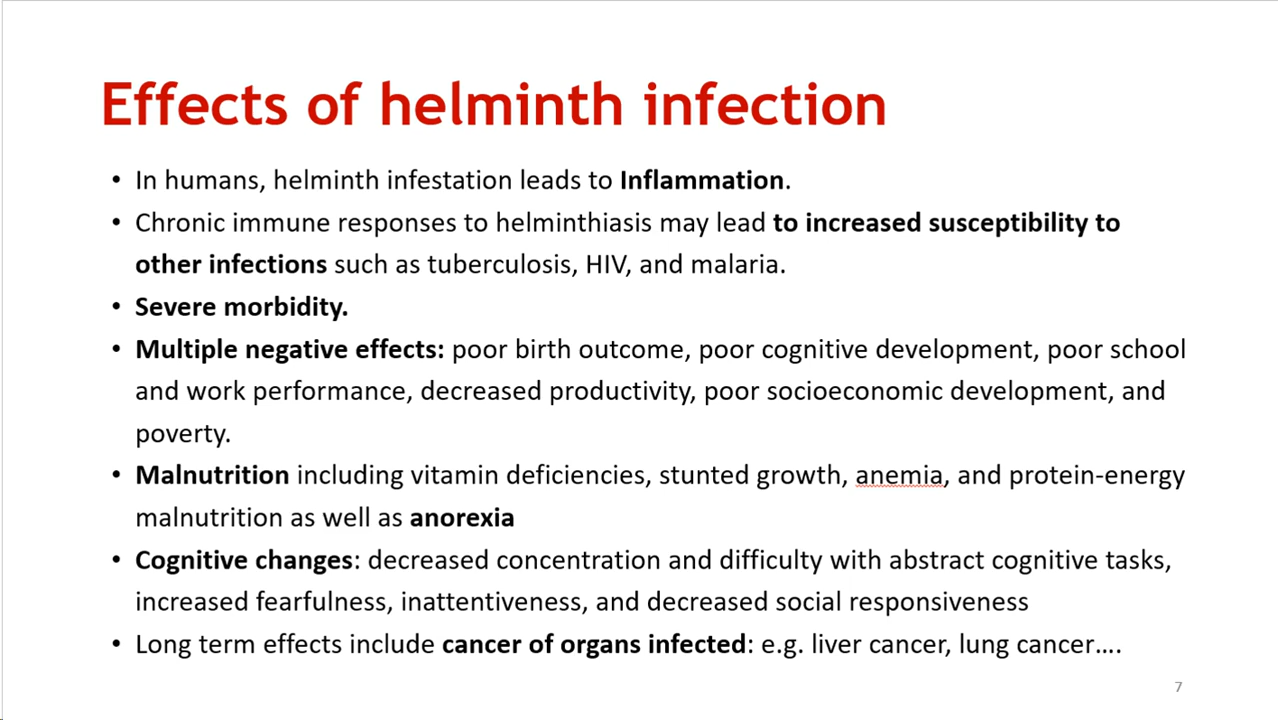 Effects of helminth infection
• In humans, helminth infestation leads to Inflammation.
• Chronic immune responses to helminthiasis may lead to increased susceptibility to
other infections such as tuberculosis, HIV, and malaria.
• Severe morbidity.
• Multiple negative effects: poor birth outcome, poor cognitive development, poor school
and work performance, decreased productivity, poor socioeconomic development, and
poverty.
• Malnutrition including vitamin deficiencies, stunted growth, anemia, and protein-energy
malnutrition as well as anorexia
• Cognitive changes: decreased concentration and difficulty with abstract cognitive tasks,
increased fearfulness, inattentiveness, and decreased social responsiveness
• Long term effects include cancer of organs infected: e.g. liver cancer, lung cancer….
7